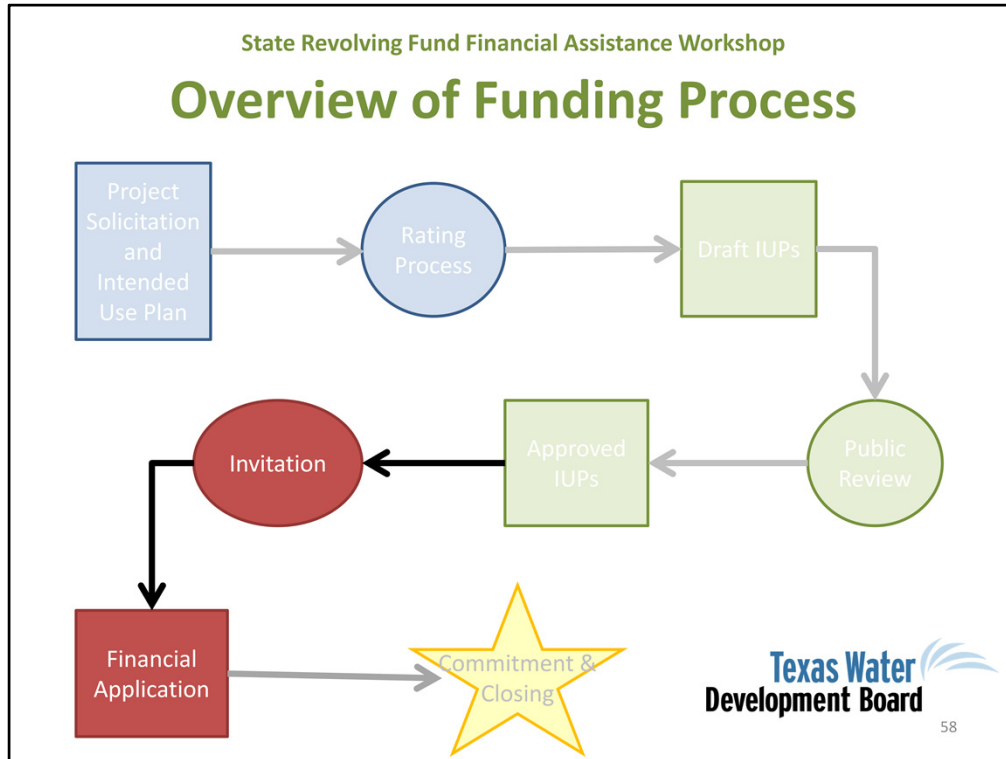 State Revolving Fund Financial Assistance Workshop
Overview of Funding Process
Project
Solicitation
and
Intended
Use Plan
Rating
Process
Draft IUPs
Public
Review
Approved
IUPs
Invitation
Financial
Application
Commitment &
Closing
Texas Water
Development Board
58